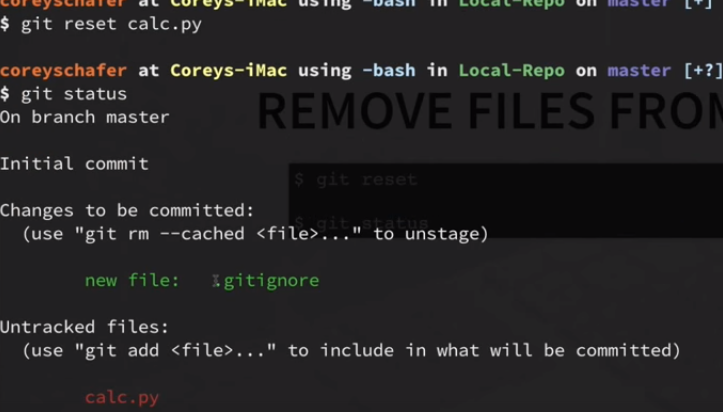 coreyschafer at Coreys-iMac using -bash in Local-Repo on master [+]
$ git reset calc.py
coreyschafer at Coreys-iMac using -bash in Local-Repo on master [+?]
$ git status
On branch master
REMOVE FILES FROM
Initial commit
$ git reset
Changes to be committed:
$ git status
(use "git rm --cached <file>..." to unstage)
new file: .gitignore
Untracked files:
(use "git add <file>..." to include in what will be committed)
calc.py